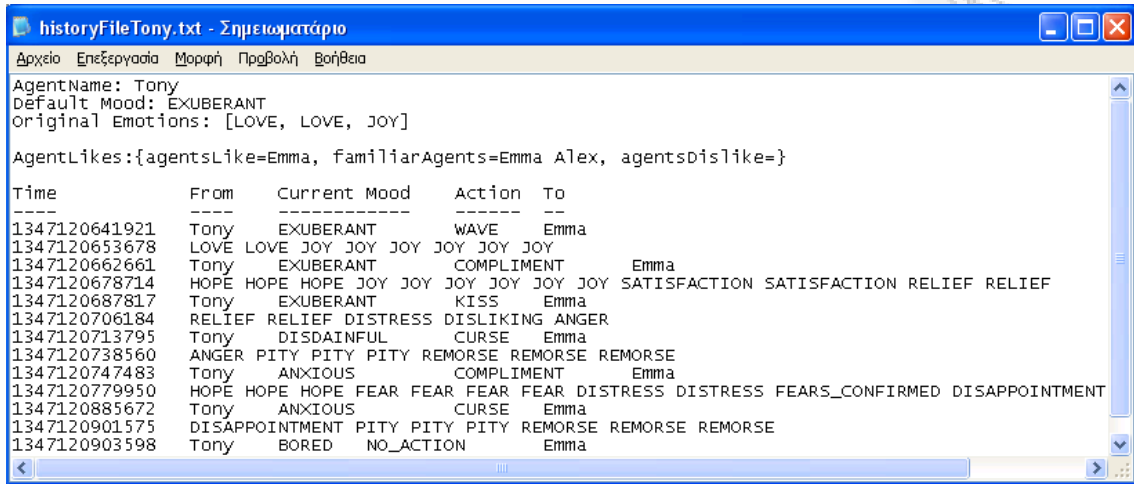 historyFileTony.txt - Σημειωματάριο
Αρχείο Επεξεργασία Μορφή Προβολή Βοήθεια
AgentName: Tony
Default Mood: EXUBERANT
Original Emotions: [LOVE, LOVE, JOY]
AgentLikes:{agentsLike=Emma, familiarAgents=Emma Alex, agentsDislike=}
Time From Current Mood Action To
---- ---- ------------ ------ --
1347120641921 Tony EXUBERANT WAVE Emma
1347120653678 LOVE LOVE JOY JOY JOY JOY JOY JOY
1347120662661 Tony EXUBERANT COMPLIMENT Emma
1347120678714 HOPE HOPE HOPE JOY JOY JOY JOY JOY JOY SATISFACTION SATISFACTION RELIEF RELIEF
1347120687817 Tony EXUBERANT KISS Emma
1347120706184 RELIEF RELIEF DISTRESS DISLIKING ANGER
1347120713795 Tony DISDAINFUL CURSE Emma
1347120738560 ANGER PITY PITY PITY REMORSE REMORSE REMORSE
1347120747483 Tony ANXIOUS COMPLIMENT Emma
1347120779950 HOPE HOPE HOPE FEAR FEAR FEAR FEAR DISTRESS DISTRESS FEARS_CONFIRMED DISAPPOINTMENT
1347120885672 Tony ANXIOUS CURSE Emma
1347120901575 DISAPPOINTMENT PITY PITY PITY REMORSE REMORSE REMORSE
1347120903598 Tony BORED NO_ACTION Emma